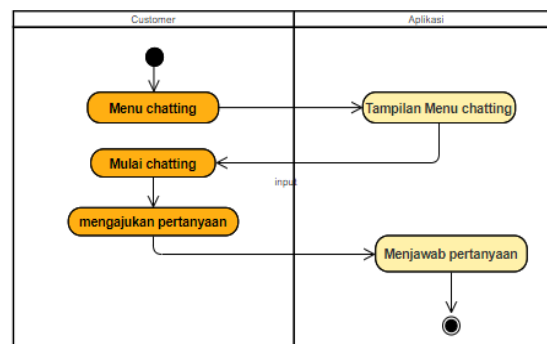 Customer
Aplikasi
Menu chatting
Tampilan Menu chatting
Mulai chatting
input
mengajukan pertanyaan
Menjawab pertanyaan